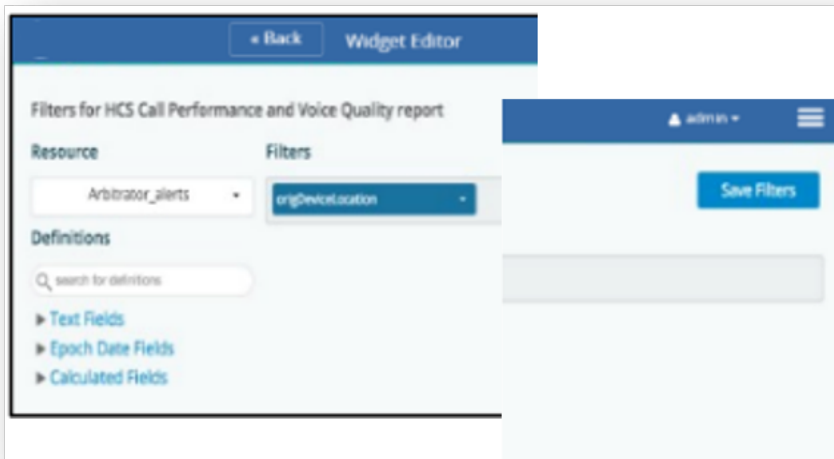 « Back
Widget Editor
admin
Filters for HCS Call Performance and Voice Quality report
Resource
Filters
Save Filters
Arbitrator_alerts
origDeviceLocation
Definitions
search for definitions
Text Fields
Epoch Date Fields
Calculated Fields